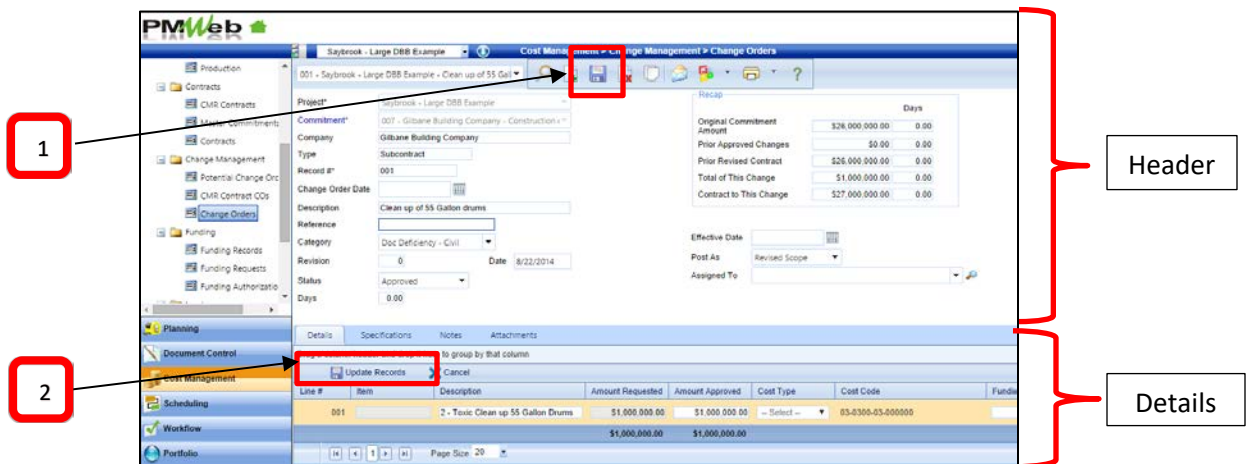 PMWeb
Saybrook - Large DBB Example
Cost Management > Change Management > Change Orders
001 - Saybrook - Large DBB Example - Clean up of 55 Gal
?
Production
Contracts
CMR Contracts
Master Commitments
Contracts
Change Management
Potential Change Orc
CMR Contract COs
Change Orders
Funding
Funding Records
Funding Requests
Funding Authorizatio
Planning
Document Control
Cost Management
Scheduling
Workflow
Portfolio
1
2
Project* Saybrook - Large DBB Example
Commitment* 007 - Gilbane Building Company - Construction
Company Gilbane Building Company
Type Subcontract
Record #* 001
Change Order Date
Description Clean up of 55 Gallon drums
Reference
Category Doc Deficiency - Civil
Revision 0 Date 8/22/2014
Status Approved
Days 0.00
Recap
Days
Original Commitment Amount $26,000,000.00 0.00
Prior Approved Changes $0.00 0.00
Prior Revised Contract $26,000,000.00 0.00
Total of This Change $1,000,000.00 0.00
Contract to This Change $27,000,000.00 0.00
Effective Date
Post As Revised Scope
Assigned To
Details Specifications Notes Attachments
to group by that column
Update Records Cancel
Line # Item Description Amount Requested Amount Approved Cost Type Cost Code
001 2 - Toxic Clean up 55 Gallon Drums $1,000,000.00 $1,000,000.00 -- Select -- 03-0300-03-000000
$1,000,000.00 $1,000,000.00
1 Page Size 20
Header
Details